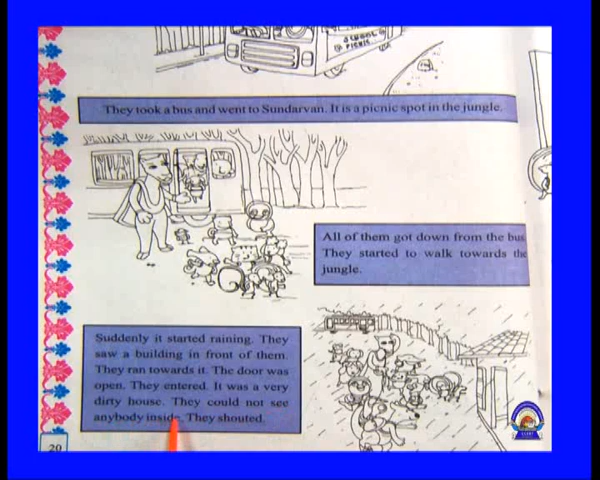 SCHOOL
PICNIC
They took a bus and went to Sundarvan. It is a picnic spot in the jungle.
All of them got down from the bus.
They started to walk towards the
jungle.
Suddenly it started raining. They
saw a building in front of them.
They ran towards it. The door was
open. They entered. It was a very
dirty house. They could not see
anybody inside. They shouted.
20